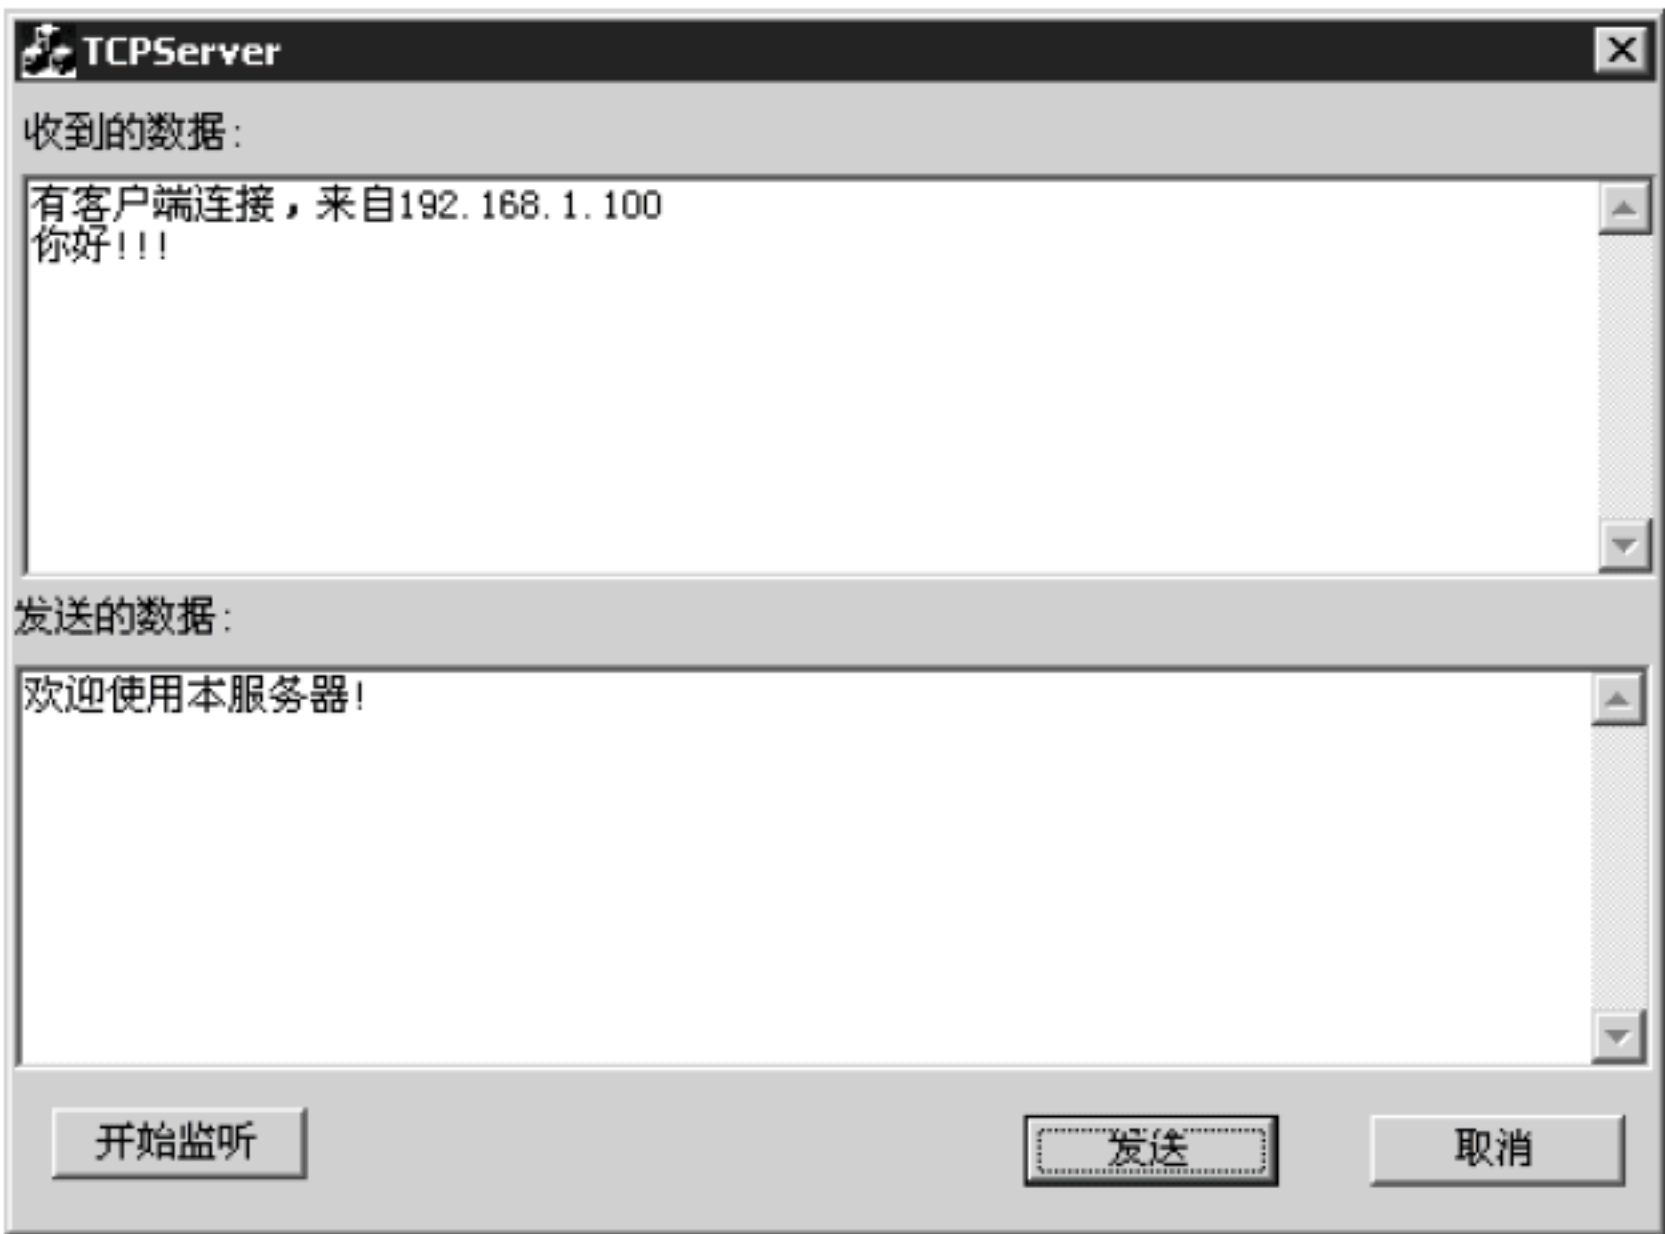 TCPServer
收到的数据:
有客户端连接，来自192.168.1.100
你好!!!
发送的数据:
欢迎使用本服务器!
开始监听
发送
取消